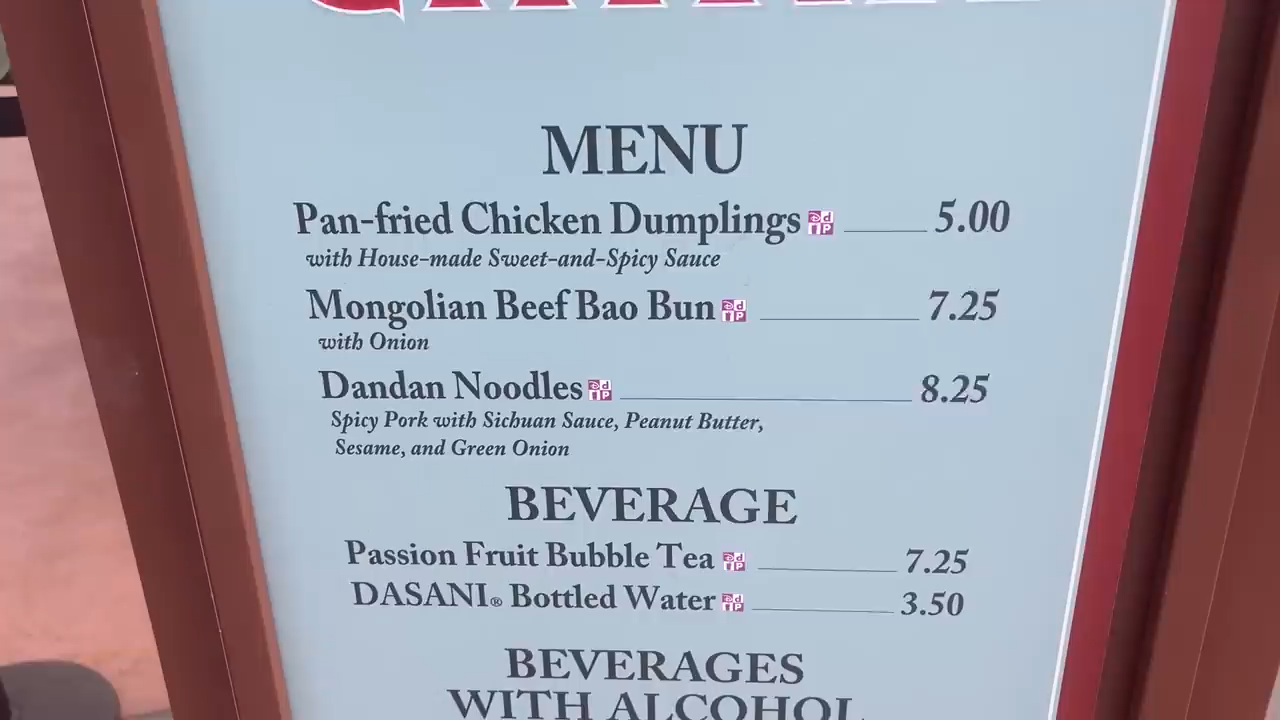 MENU
Pan-fried Chicken Dumplings 5.00
with House-made Sweet-and-Spicy Sauce
Mongolian Beef Bao Bun 7.25
with Onion
Dandan Noodles 8.25
Spicy Pork with Sichuan Sauce, Peanut Butter,
Sesame, and Green Onion
BEVERAGE
Passion Fruit Bubble Tea 7.25
DASANI® Bottled Water 3.50
BEVERAGES
WITH ALCOHOL